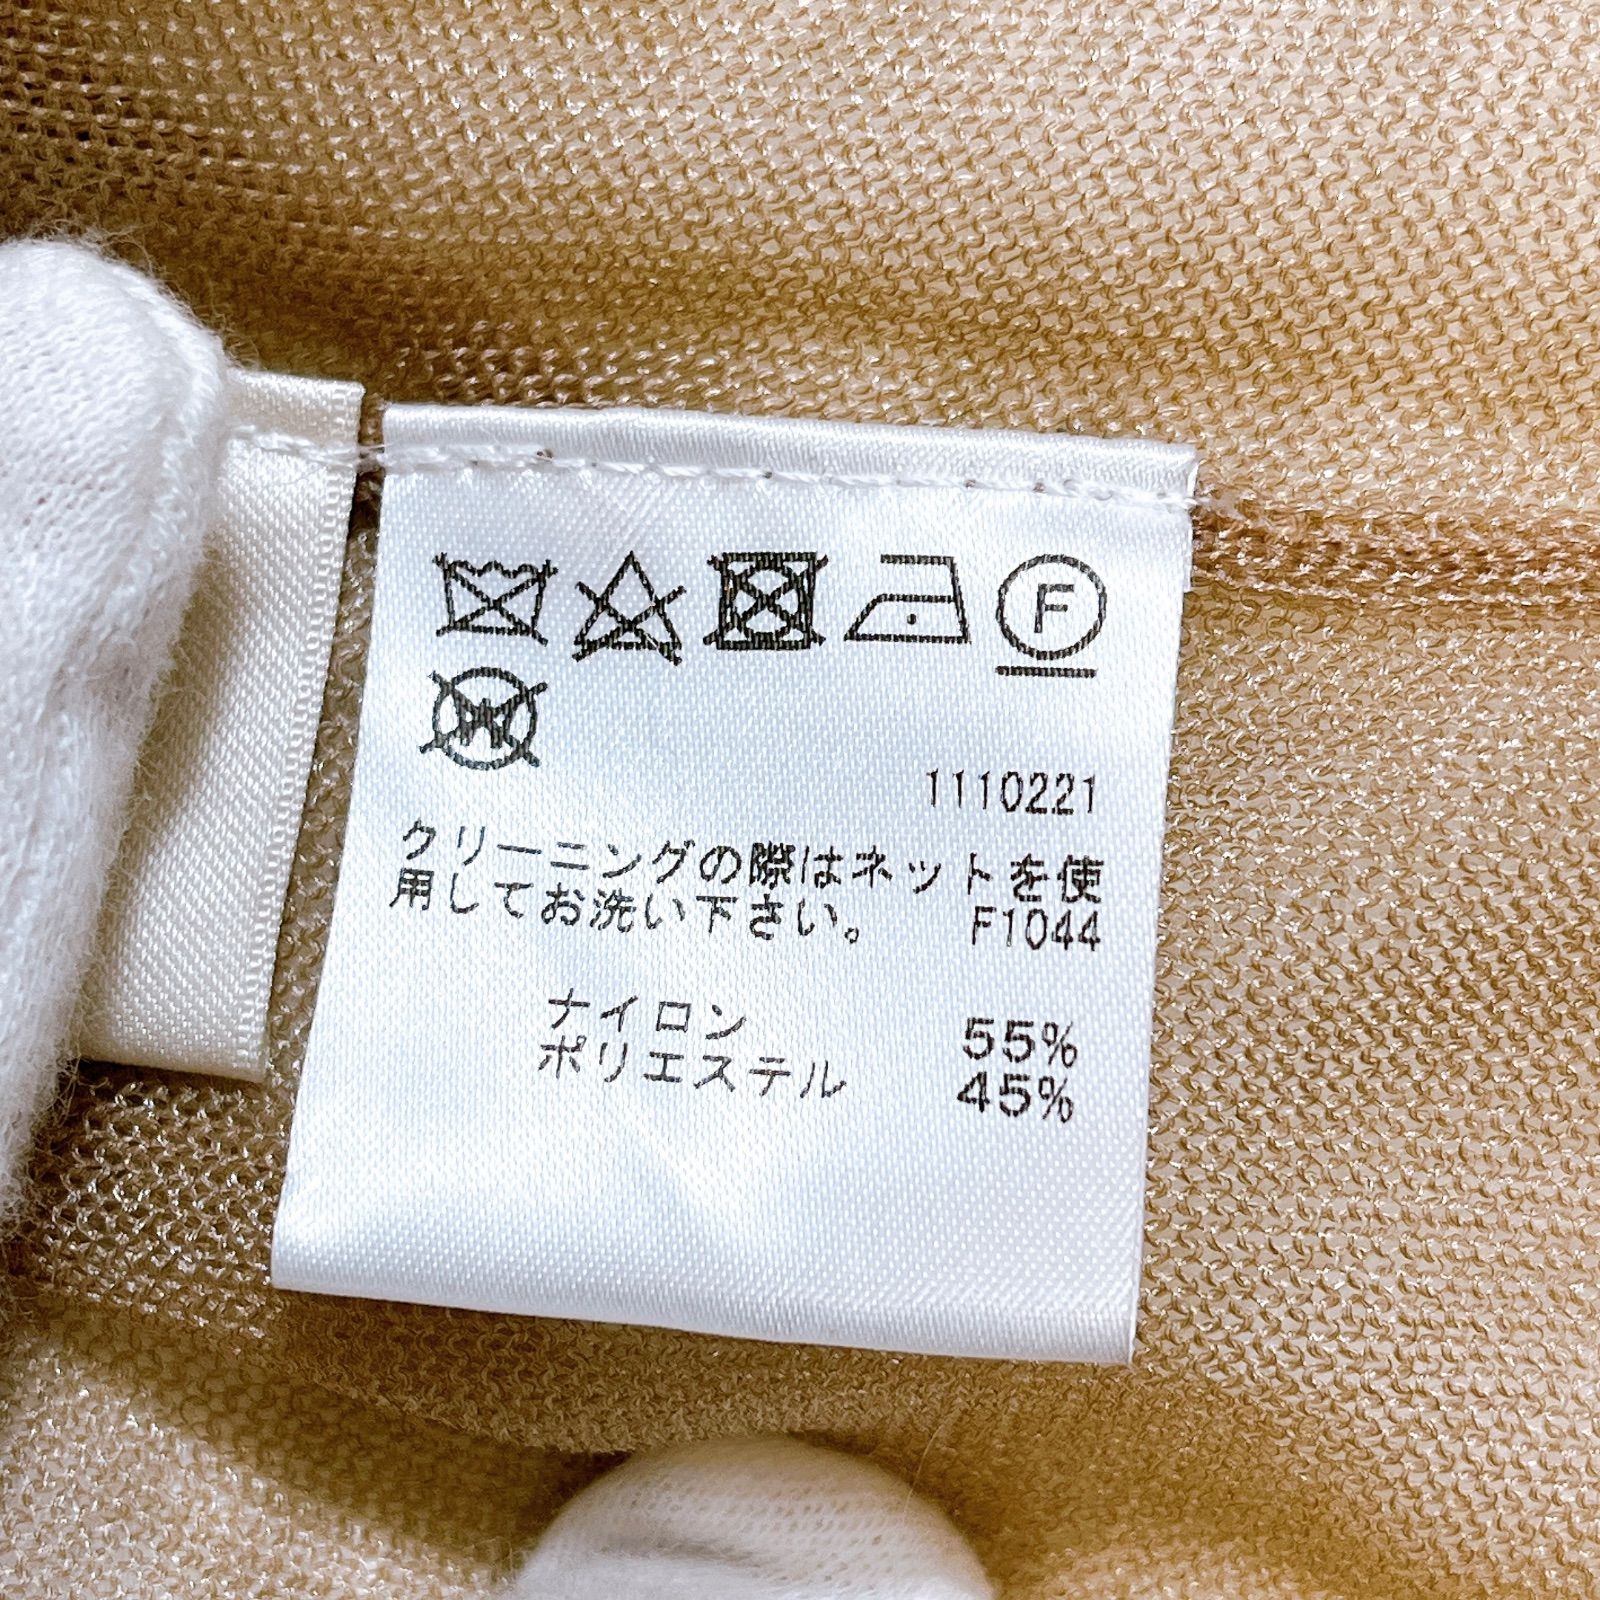 F
W
1110221
クリーニングの際はネットを使
用してお洗い下さい。 F1044
ナイロン 55%
ポリエステル 45%